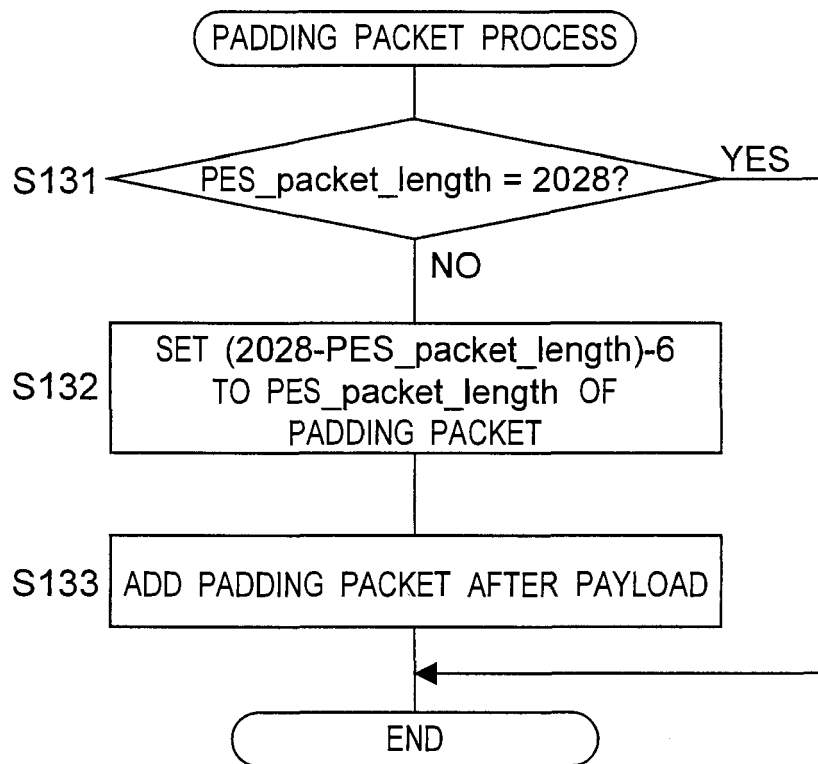 PADDING PACKET PROCESS
S131
PES_packet_length = 2028?
YES
NO
S132
SET (2028-PES_packet_length)-6
TO PES_packet_length OF
PADDING PACKET
S133
ADD PADDING PACKET AFTER PAYLOAD
END